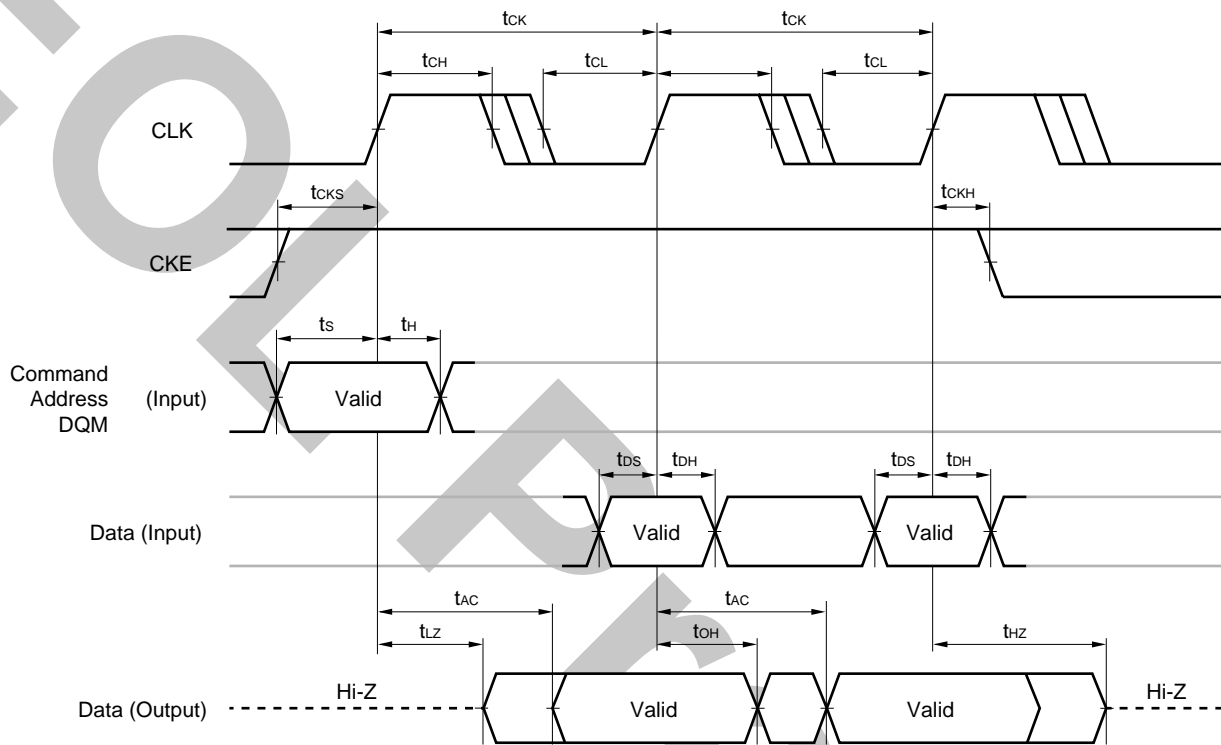 tCK tCK
tCH tCL tCL
CLK
tCKS tCKH
CKE
tS tH
Command
Address (Input) Valid
DQM
tDS tDH tDS tDH
Data (Input) Valid Valid
tAC tAC
tLZ tOH tHZ
Hi-Z Hi-Z
Data (Output) Valid Valid